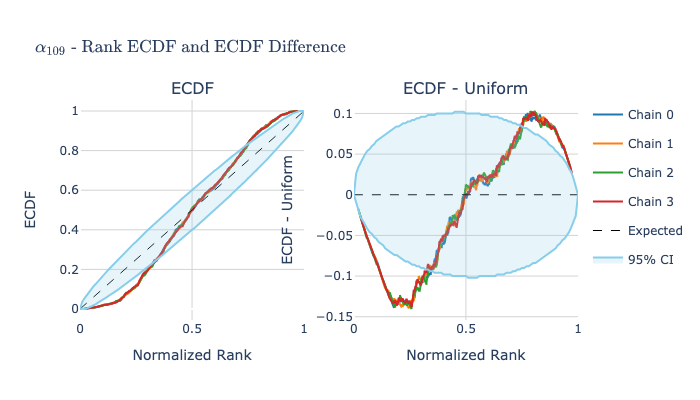 α109 - Rank ECDF and ECDF Difference
ECDF
ECDF
1
0.8
0.6
0.4
0.2
0
0
0.5
1
Normalized Rank
ECDF - Uniform
ECDF - Uniform
0.1
0.05
0
−0.05
−0.1
−0.15
0
0.5
1
Normalized Rank
Chain 0
Chain 1
Chain 2
Chain 3
Expected
95% CI